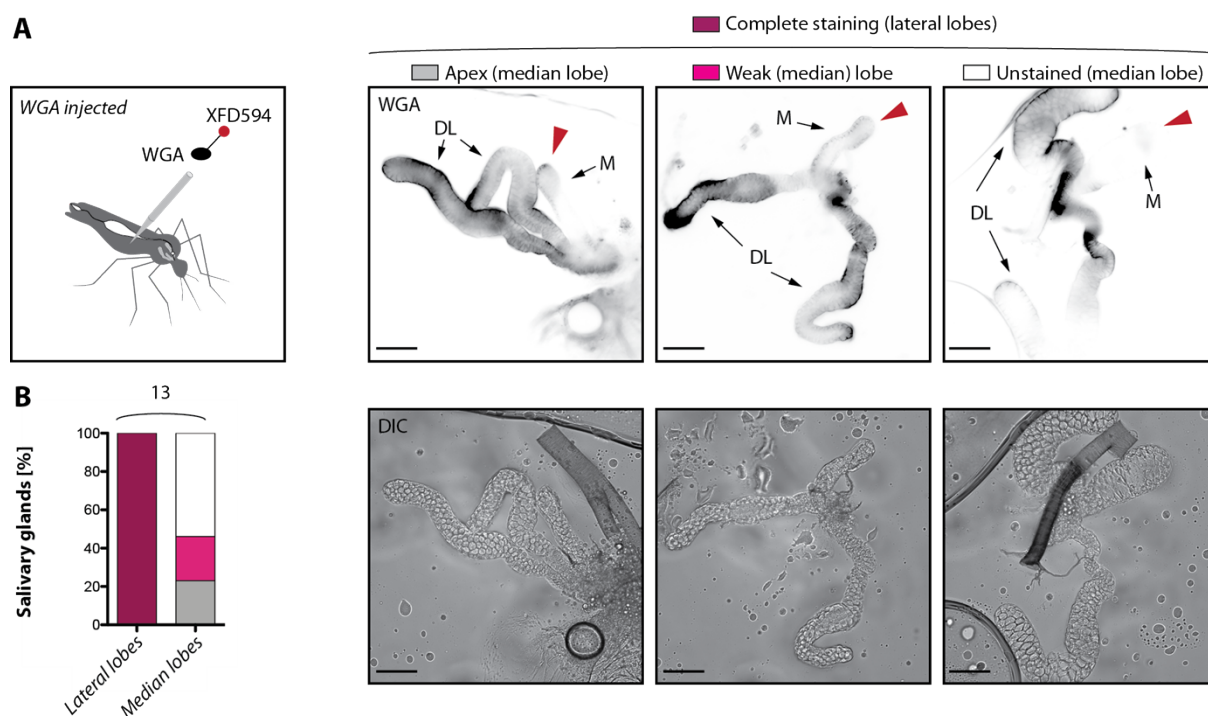 A
Complete staining (lateral lobes)
Apex (median lobe)
Weak (median) lobe
Unstained (median lobe)
WGA injected
XFD594
WGA
WGA
DL
M
M
DL
DL
M
B
13
Salivary glands [%]
100
80
60
40
20
0
Lateral lobes
Median lobes
DIC